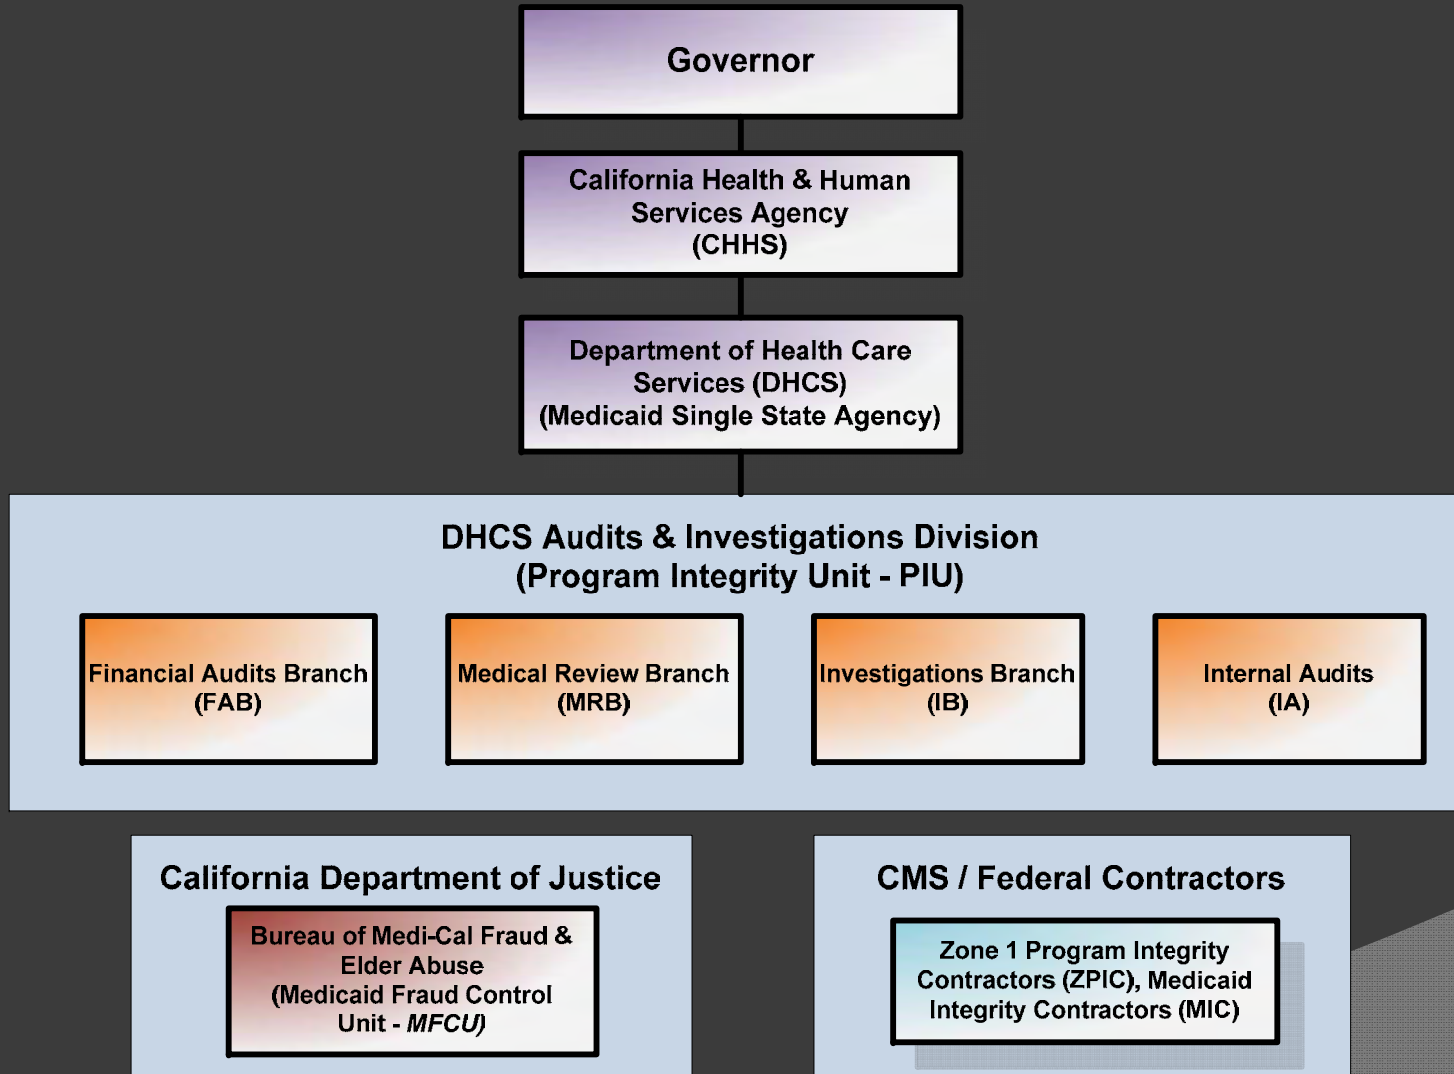 Governor
California Health & Human
Services Agency
(CHHS)
Department of Health Care
Services (DHCS)
(Medicaid Single State Agency)
DHCS Audits & Investigations Division
(Program Integrity Unit - PIU)
Financial Audits Branch
(FAB)
Medical Review Branch
(MRB)
Investigations Branch
(IB)
Internal Audits
(IA)
California Department of Justice
Bureau of Medi-Cal Fraud &
Elder Abuse
(Medicaid Fraud Control
Unit - MFCU)
CMS / Federal Contractors
Zone 1 Program Integrity
Contractors (ZPIC), Medicaid
Integrity Contractors (MIC)